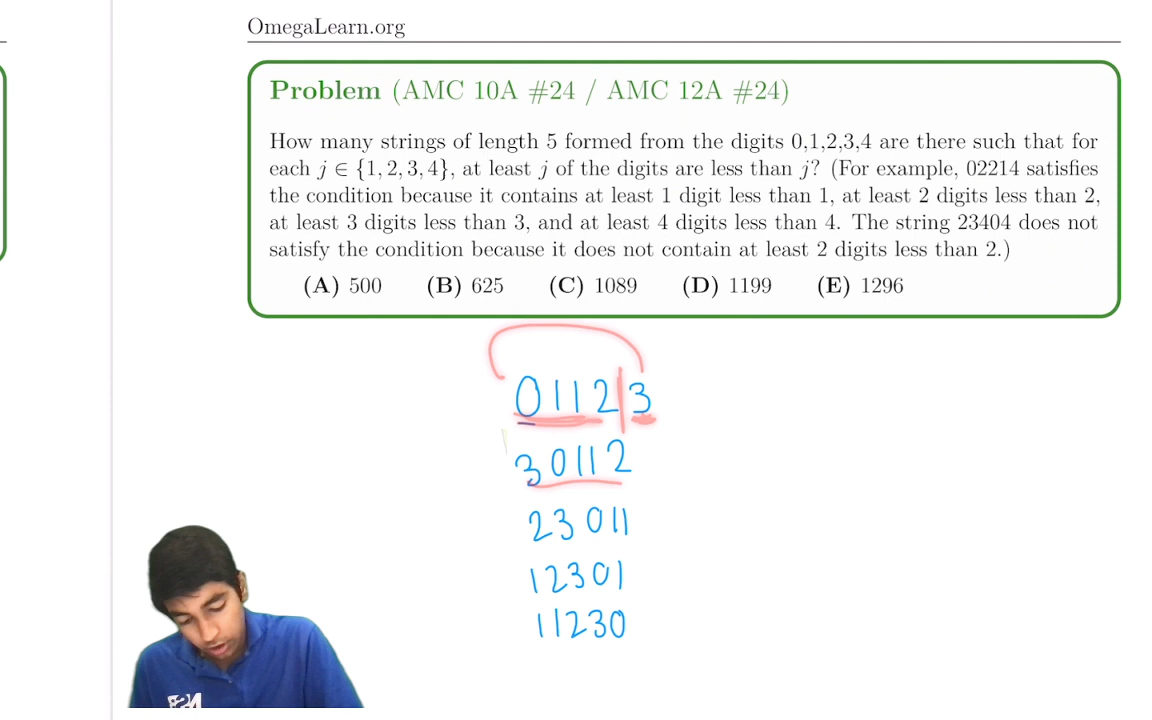 OmegaLearn.org
Problem (AMC 10A #24 / AMC 12A #24)
How many strings of length 5 formed from the digits 0,1,2,3,4 are there such that for
each j ∈ {1, 2, 3, 4}, at least j of the digits are less than j? (For example, 02214 satisfies
the condition because it contains at least 1 digit less than 1, at least 2 digits less than 2,
at least 3 digits less than 3, and at least 4 digits less than 4. The string 23404 does not
satisfy the condition because it does not contain at least 2 digits less than 2.)
(A) 500 (B) 625 (C) 1089 (D) 1199 (E) 1296
0112|3
30112
23011
12301
11230